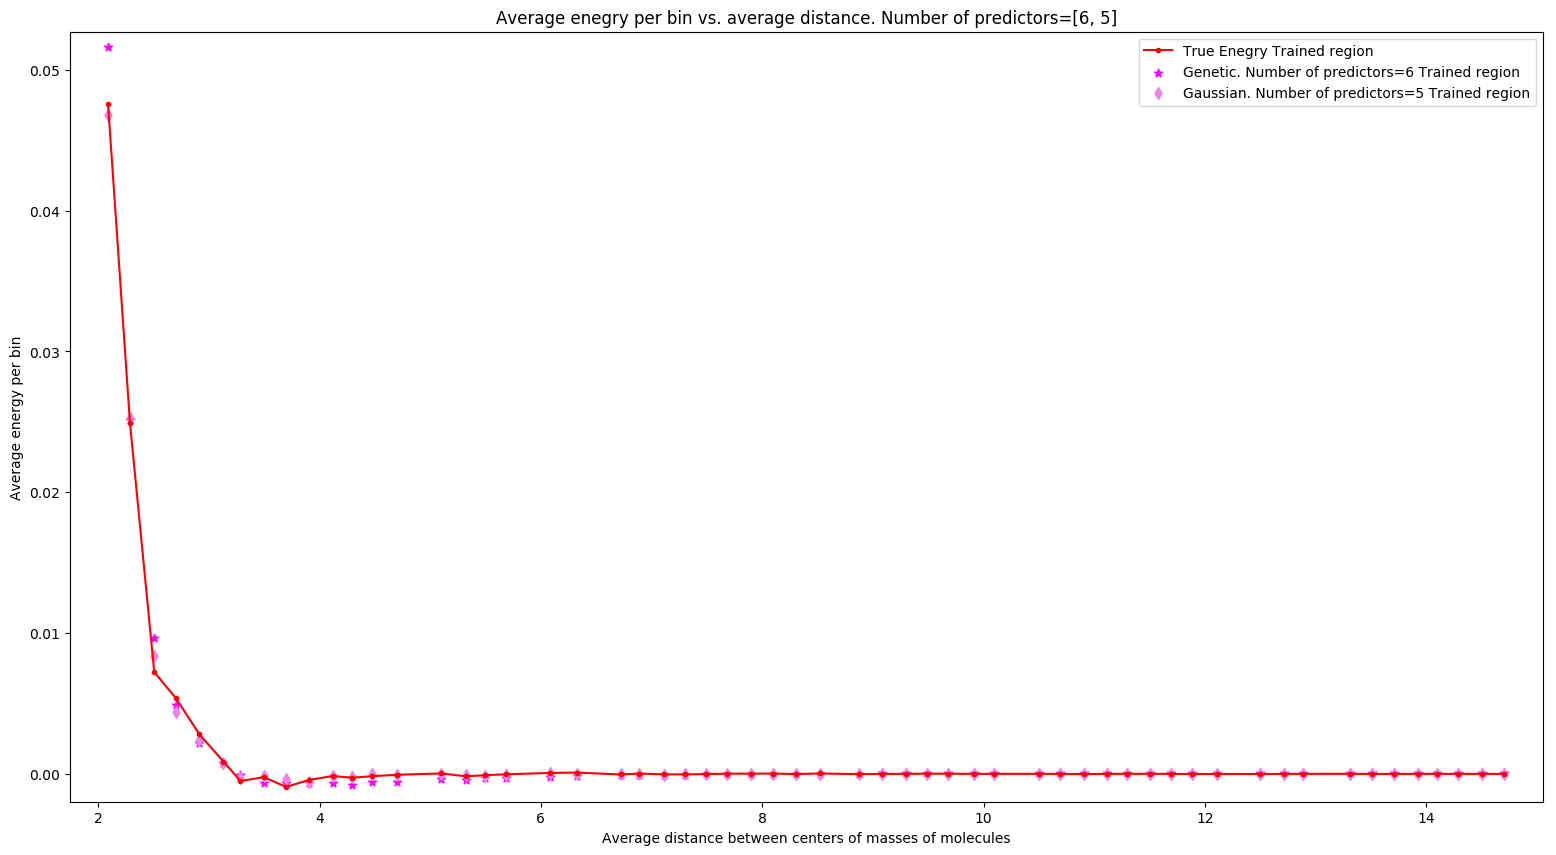 Average enegry per bin vs. average distance. Number of predictors=[6, 5]
True Enegry Trained region
Genetic. Number of predictors=6 Trained region
Gaussian. Number of predictors=5 Trained region
0.05
0.04
0.03
0.02
0.01
0.00
Average energy per bin
2
4
6
8
10
12
14
Average distance between centers of masses of molecules